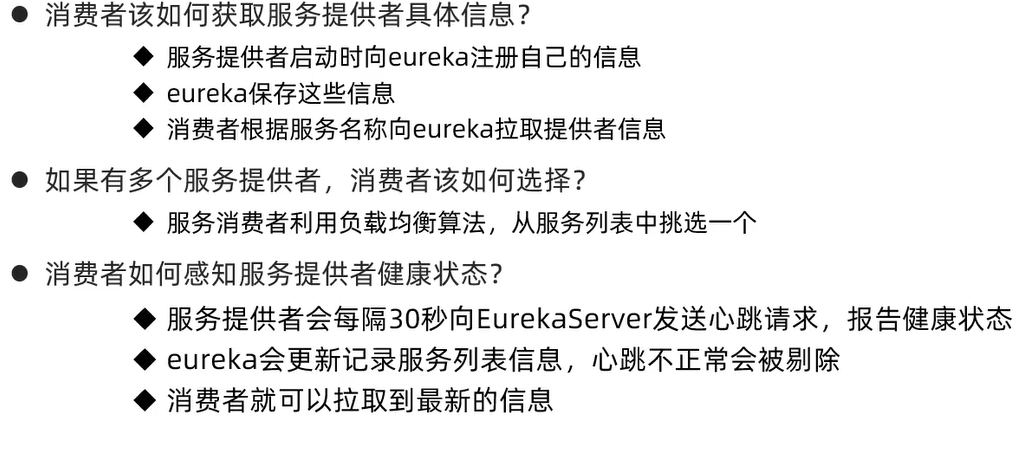 ● 消费者该如何获取服务提供者具体信息？
◆ 服务提供者启动时向eureka注册自己的信息
◆ eureka保存这些信息
◆ 消费者根据服务名称向eureka拉取提供者信息
● 如果有多个服务提供者，消费者该如何选择？
◆ 服务消费者利用负载均衡算法，从服务列表中挑选一个
● 消费者如何感知服务提供者健康状态？
◆ 服务提供者会每隔30秒向EurekaServer发送心跳请求，报告健康状态
◆ eureka会更新记录服务列表信息，心跳不正常会被剔除
◆ 消费者就可以拉取到最新的信息